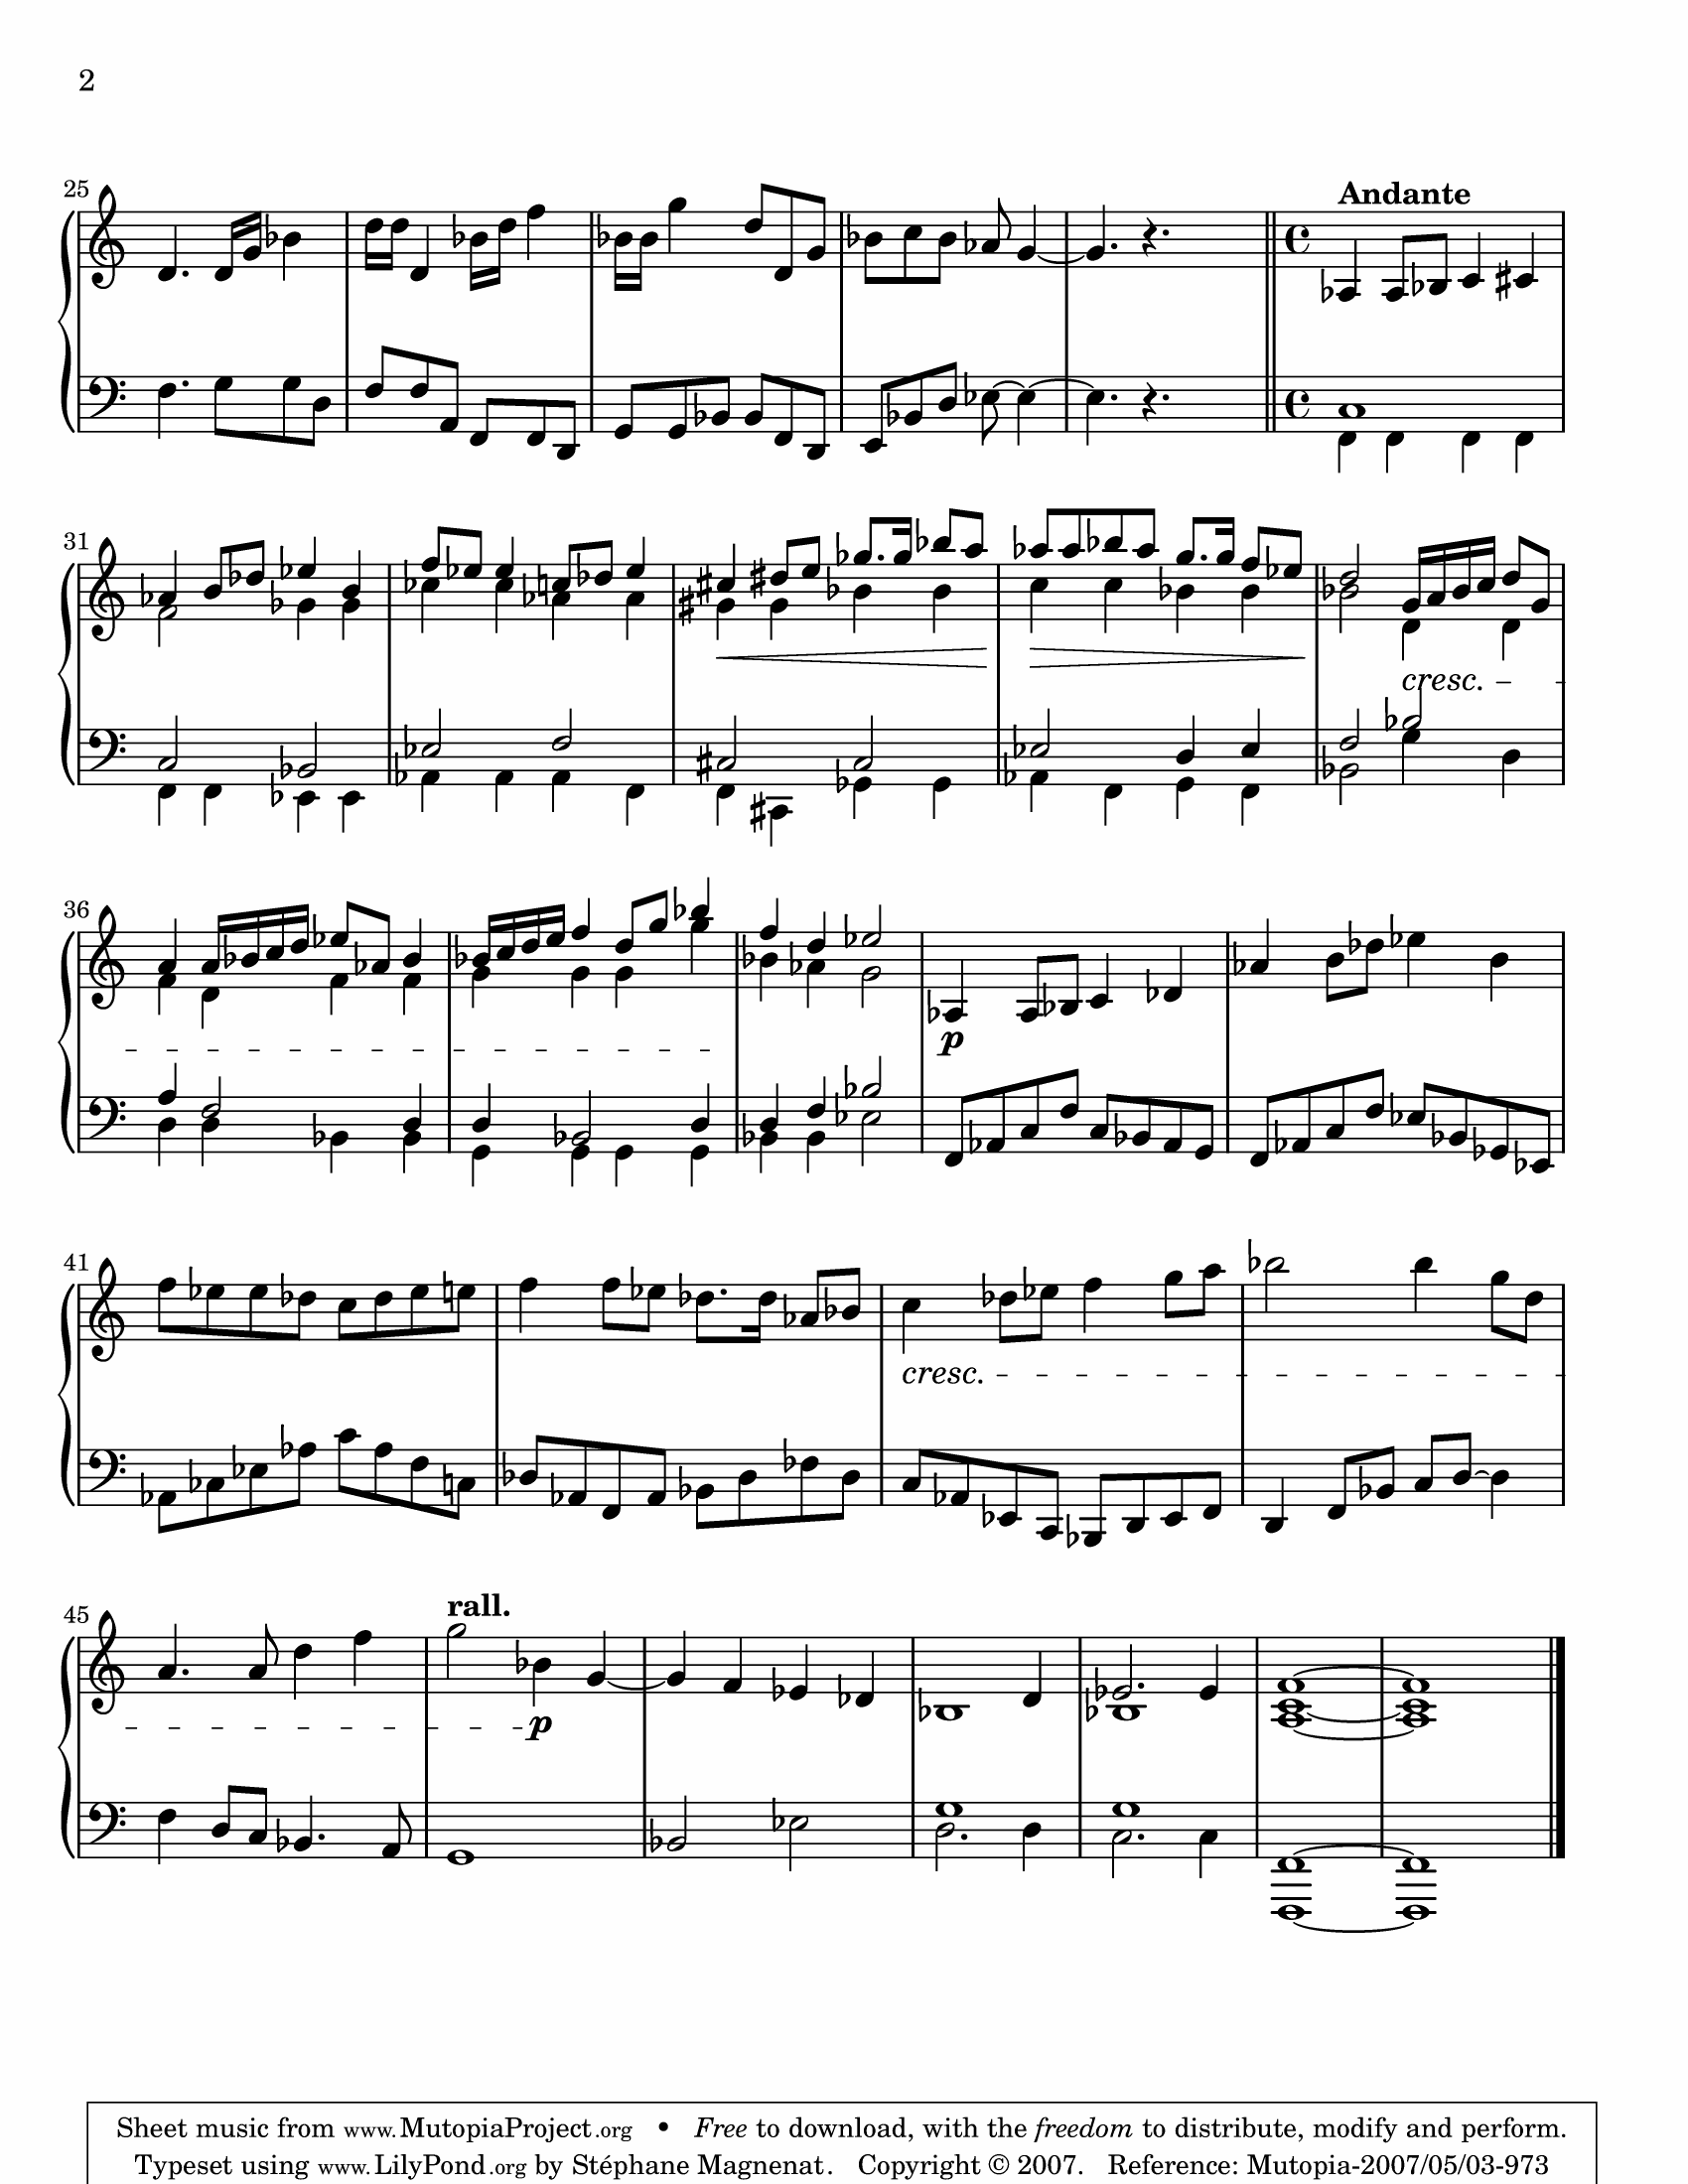 2
25
Andante
31
cresc.
36
p
41
cresc.
45
rall.
p
Sheet music from www.MutopiaProject.org • Free to download, with the freedom to distribute, modify and perform.
Typeset using www.LilyPond.org by Stéphane Magnenat. Copyright © 2007. Reference: Mutopia-2007/05/03-973